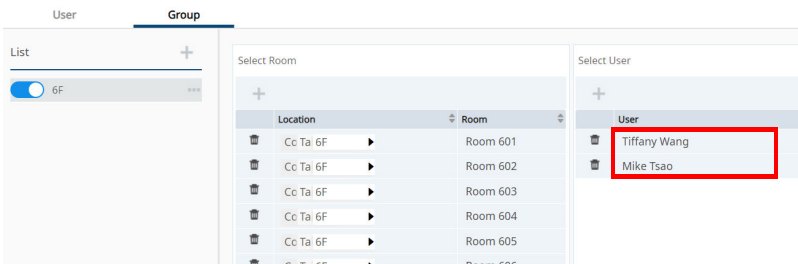 User Group
List
6F
Select Room
Location Room
Co Ta 6F Room 601
Co Ta 6F Room 602
Co Ta 6F Room 603
Co Ta 6F Room 604
Co Ta 6F Room 605
Select User
User
Tiffany Wang
Mike Tsao